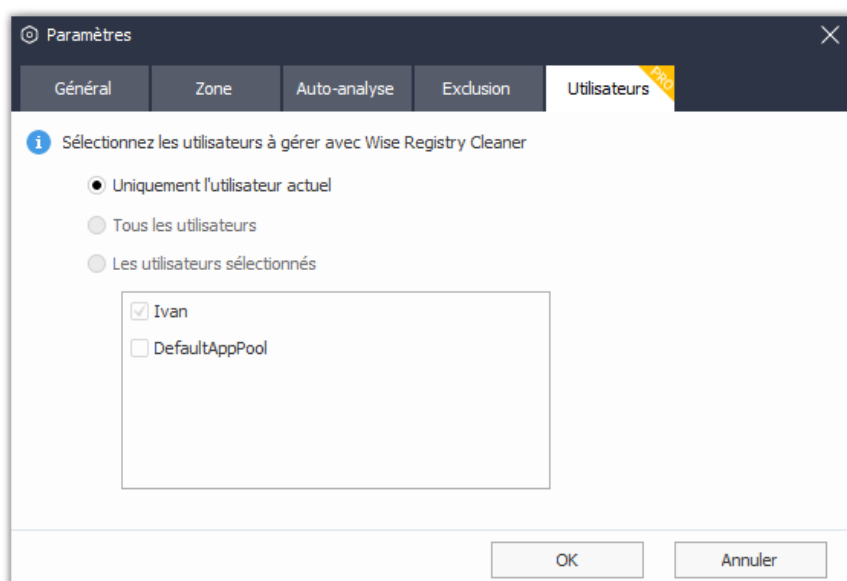 Paramètres
Général Zone Auto-analyse Exclusion Utilisateurs PRO
Sélectionnez les utilisateurs à gérer avec Wise Registry Cleaner
Uniquement l'utilisateur actuel
Tous les utilisateurs
Les utilisateurs sélectionnés
Ivan
DefaultAppPool
OK Annuler